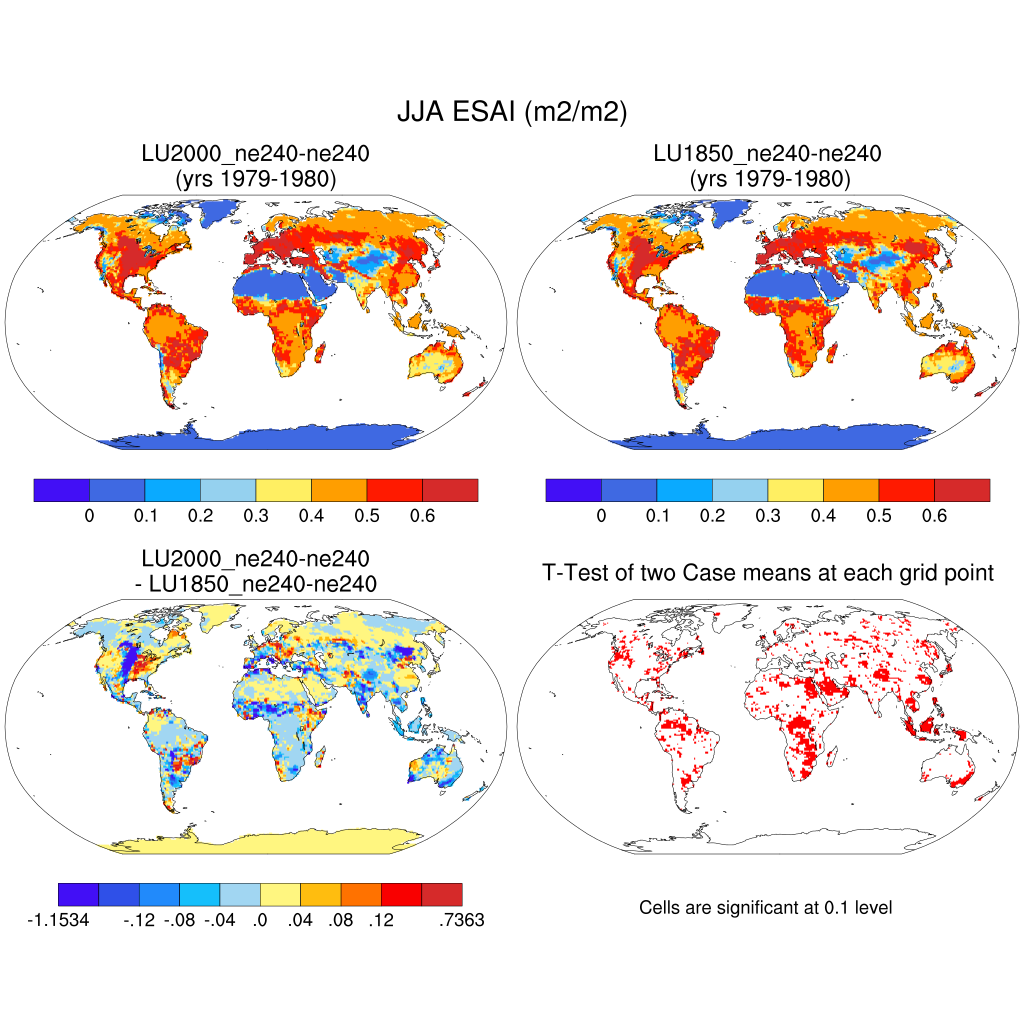 JJA ESAI (m2/m2)
LU2000_ne240-ne240
(yrs 1979-1980)
LU1850_ne240-ne240
(yrs 1979-1980)
0 0.1 0.2 0.3 0.4 0.5 0.6
0 0.1 0.2 0.3 0.4 0.5 0.6
LU2000_ne240-ne240
- LU1850_ne240-ne240
T-Test of two Case means at each grid point
-1.1534 -.12 -.08 -.04 .0 .04 .08 .12 .7363
Cells are significant at 0.1 level